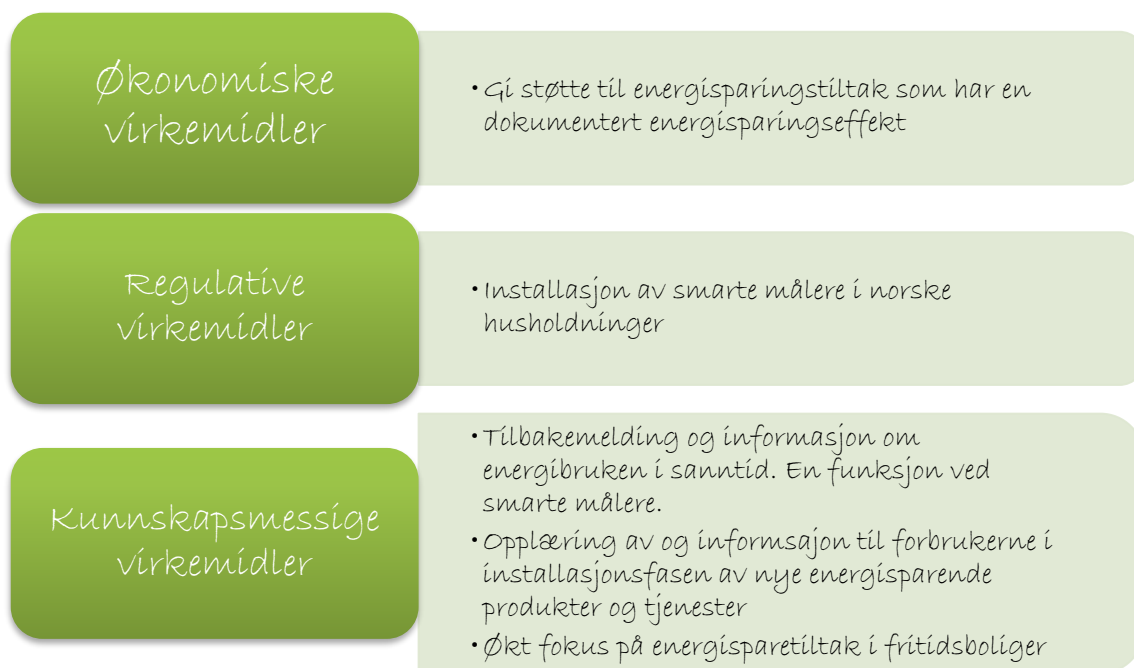 Økonomiske
virkemidler
• Gi støtte til energisparingstiltak som har en
dokumentert energisparingseffekt
Regulative
virkemidler
• Installasjon av smarte målere i norske
husholdninger
Kunnskapsmessige
virkemidler
• Tilbakemelding og informasjon om
energibruken i sanntid. En funksjon ved
smarte målere.
• Opplæring av og informsajon til forbrukerne i
installasjonsfasen av nye energisparende
produkter og tjenester
• Økt fokus på energisparetiltak i fritidsboliger